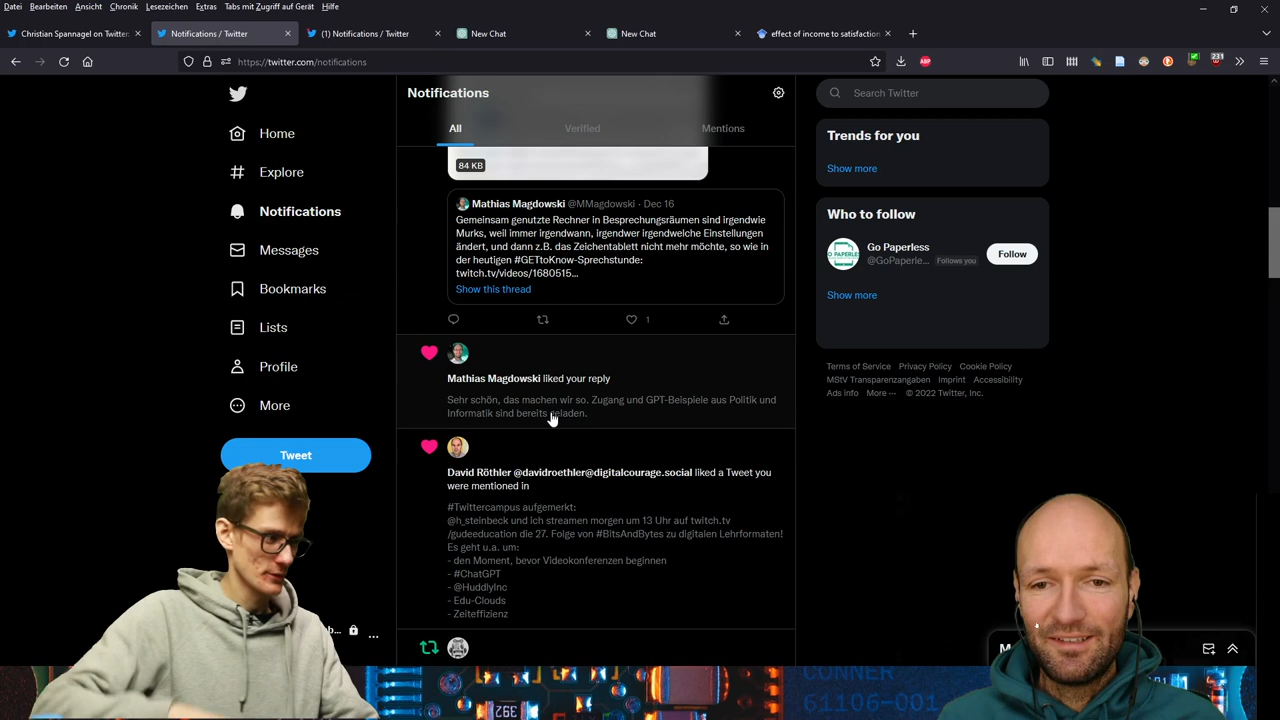 Datei Bearbeiten Ansicht Chronik Lesezeichen Extras Tabs mit Zugriff auf Gecko Hilfe
Christian Spannagel on Twitter:
Notifications / Twitter
(1) Notifications / Twitter
New Chat
New Chat
effect of income to satisfaction
https://twitter.com/notifications
231
Home
Explore
Notifications
Messages
Bookmarks
Lists
Profile
More
Tweet
Notifications
All
Verified
Mentions
84 KB
Mathias Magdowski @MMagdowski · Dec 16
Gemeinsam genutzte Rechner in Besprechungsräumen sind irgendwie
Murks, weil immer irgendwann, irgendwer irgendwelche Einstellungen
ändert, und dann z.B. das Zeichentablett nicht mehr möchte, so wie in
der heutigen #GETtoKnow-Sprechstunde:
twitch.tv/videos/1680515…
Show this thread
1
Mathias Magdowski liked your reply
Sehr schön, das machen wir so. Zugang und GPT-Beispiele aus Politik und
Informatik sind bereits geladen.
David Röthler @davidroethler@digitalcourage.social liked a Tweet you
were mentioned in
#Twittercampus aufgemerkt:
@h_steinbeck und ich streamen morgen um 13 Uhr auf twitch.tv
/gudeeducation die 27. Folge von #BitsAndBytes zu digitalen Lehrformaten!
Es geht u.a. um:
- den Moment, bevor Videokonferenzen beginnen
- #ChatGPT
- @HuddlyInc
- Edu-Clouds
- Zeiteffizienz
Search Twitter
Trends for you
Show more
Who to follow
Go Paperless
@GoPaperle... Follows you
Follow
Show more
Terms of Service Privacy Policy Cookie Policy
MStV Transparenzangaben Imprint Accessibility
Ads info More ··· © 2022 Twitter, Inc.
CONNER
61106-001
392